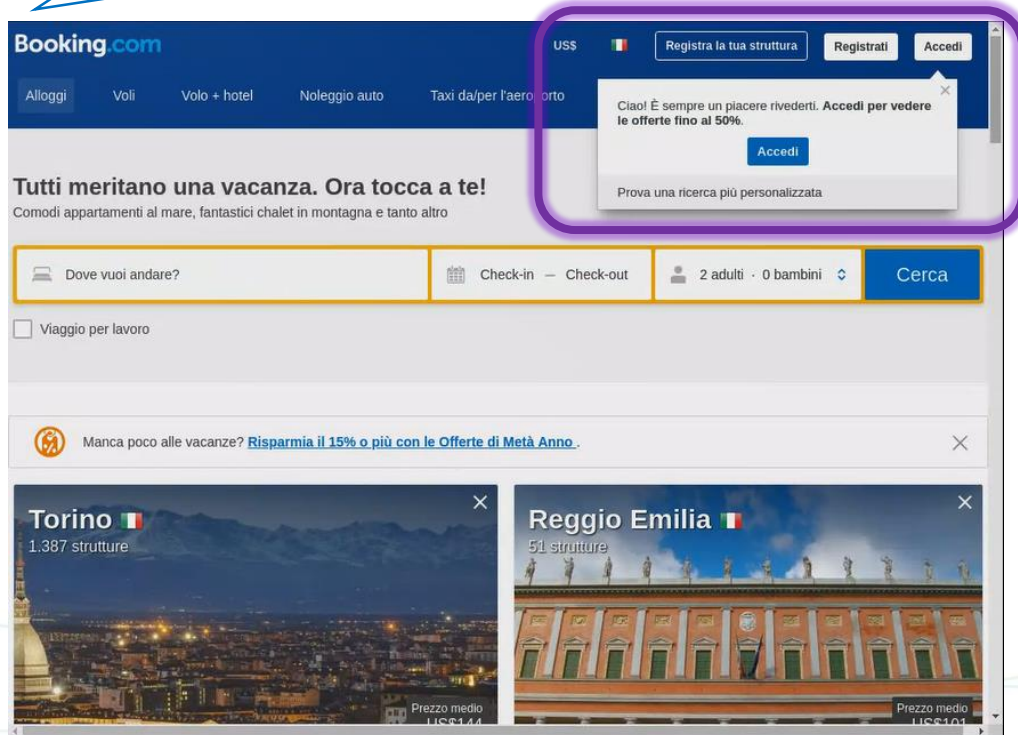 Booking.com
US$
Registra la tua struttura
Registrati
Accedi
Alloggi
Voli
Volo + hotel
Noleggio auto
Taxi da/per l'aeroporto
Ciao! È sempre un piacere rivederti. Accedi per vedere
le offerte fino al 50%.
Accedi
Prova una ricerca più personalizzata
Tutti meritano una vacanza. Ora tocca a te!
Comodi appartamenti al mare, fantastici chalet in montagna e tanto altro
Dove vuoi andare?
Check-in — Check-out
2 adulti · 0 bambini
Cerca
Viaggio per lavoro
Manca poco alle vacanze? Risparmia il 15% o più con le Offerte di Metà Anno .
Torino
1.387 strutture
Prezzo medio
US$144
Reggio Emilia
51 strutture
Prezzo medio
US$101